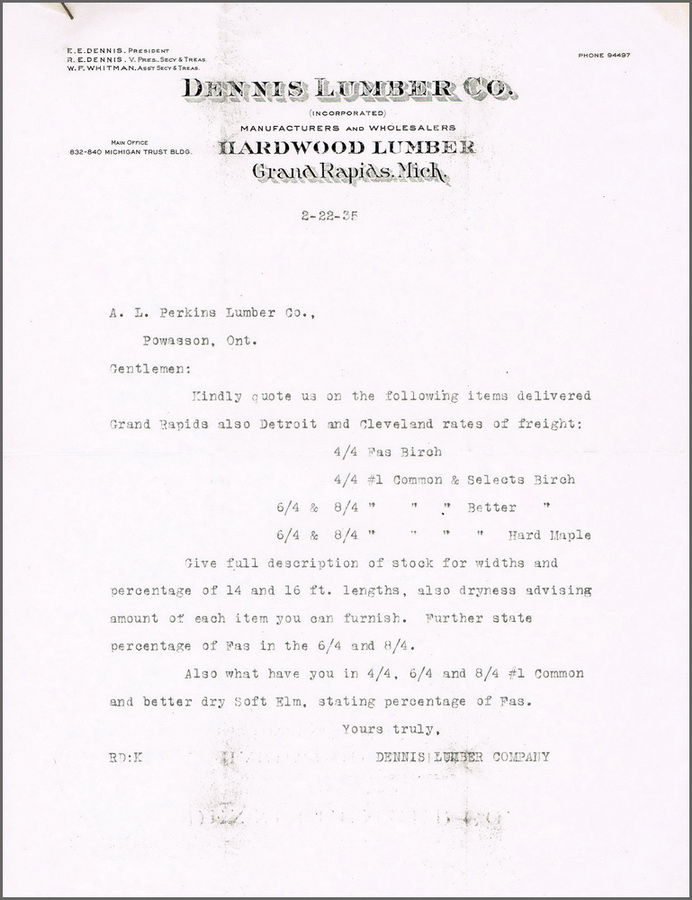 E.E.DENNIS, PRESIDENT
R.E.DENNIS, V. PRES., SECY & TREAS.
W.P. WHITMAN, ASST SECY & TREAS.
PHONE 94497
DENNIS LUMBER CO.
(INCORPORATED)
MANUFACTURERS AND WHOLESALERS
MAIN OFFICE
832-840 MICHIGAN TRUST BLDG.
HARDWOOD LUMBER
Grand Rapids, Mich.
2-22-35
A. L. Perkins Lumber Co.,
Powasson, Ont.
Gentlemen:
Kindly quote us on the following items delivered
Grand Rapids also Detroit and Cleveland rates of freight:
4/4 Fas Birch
4/4 #1 Common & Selects Birch
6/4 & 8/4 " " " Better "
6/4 & 8/4 " " " " Hard Maple
Give full description of stock for widths and
percentage of 14 and 16 ft. lengths, also dryness advising
amount of each item you can furnish. Further state
percentage of Fas in the 6/4 and 8/4.
Also what have you in 4/4, 6/4 and 8/4 #1 Common
and better dry Soft Elm, stating percentage of Fas.
Yours truly,
RD:K DENNIS LUMBER COMPANY